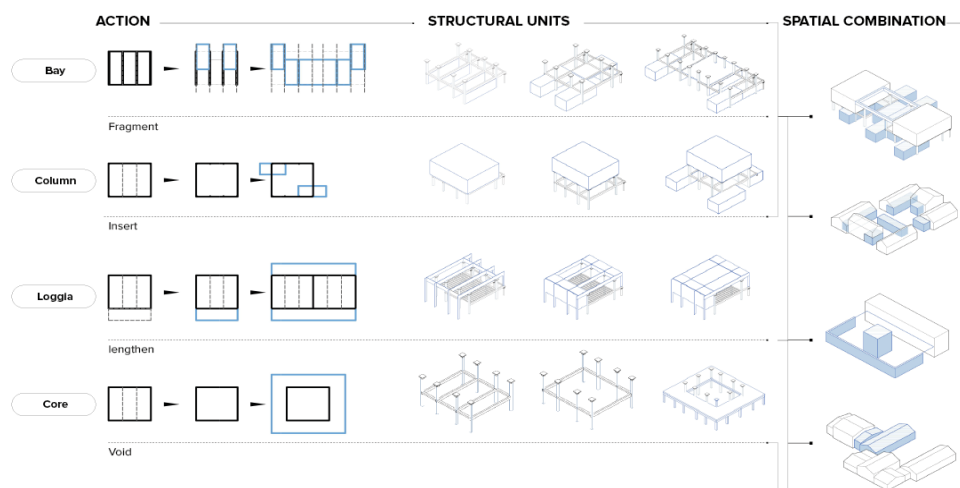 ACTION
STRUCTURAL UNITS
SPATIAL COMBINATION
Bay
Fragment
Column
Insert
Loggia
lengthen
Core
Void